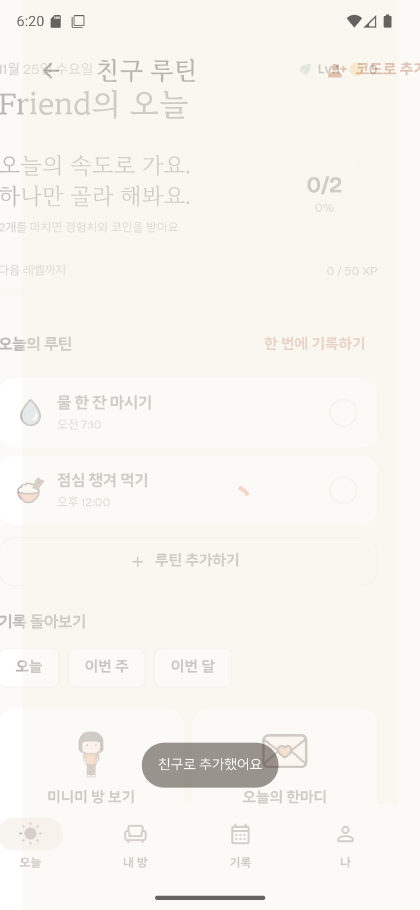 6:20
11월 25일 수요일
친구 루틴
Lv.1
코드로 추가
Friend의 오늘
오늘의 속도로 가요.
하나만 골라 해봐요.
2개를 마치면 경험치와 코인을 받아요
0/2
0%
다음 레벨까지
0 / 50 XP
오늘의 루틴
한 번에 기록하기
물 한 잔 마시기
오전 7:10
점심 챙겨 먹기
오후 12:00
+ 루틴 추가하기
기록 돌아보기
오늘
이번 주
이번 달
친구로 추가했어요
미니미 방 보기
오늘의 한마디
오늘
내 방
기록
나